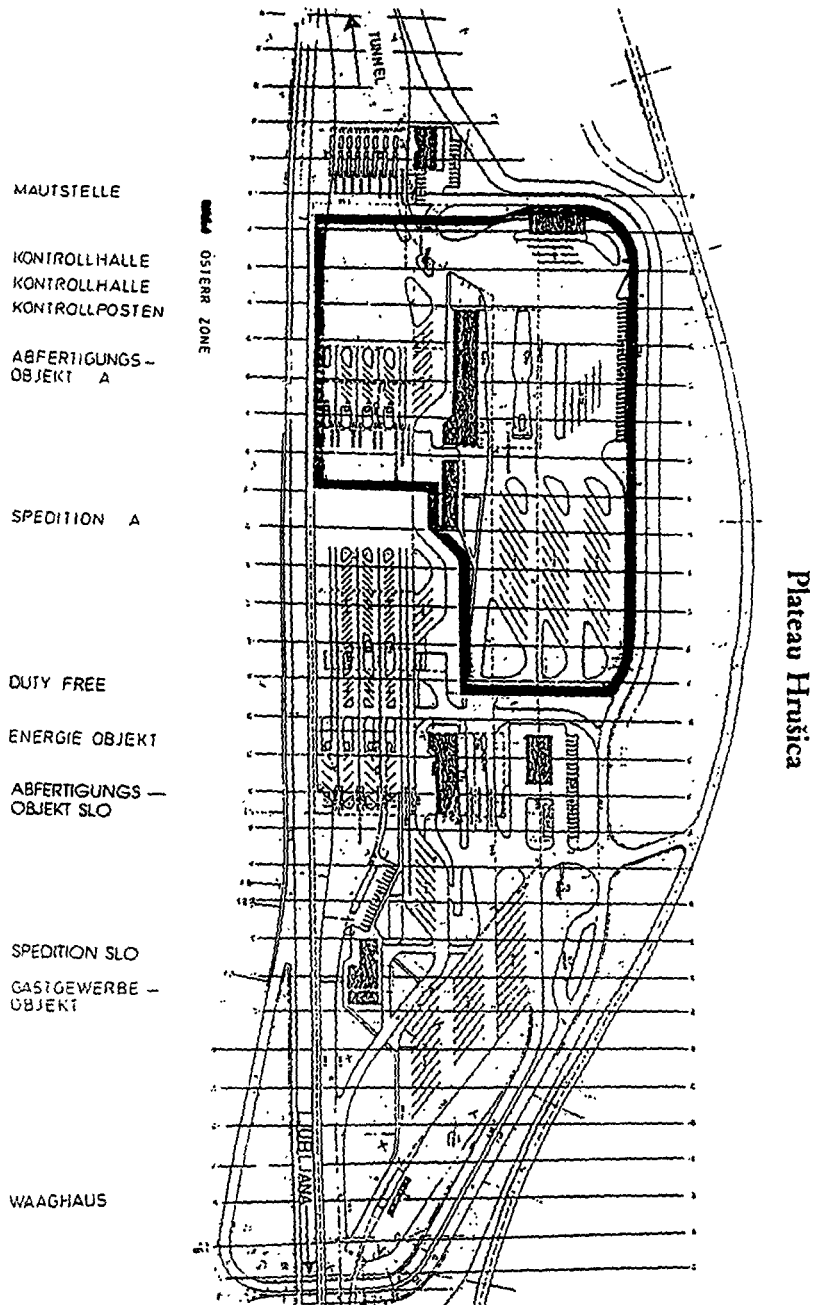 TUNNEL
MAUTSTELLE
KONTROLLHALLE
KONTROLLHALLE
KONTROLLPOSTEN
ÖSTERR ZONE
ABFERTIGUNGS-
OBJEKT A
SPEDITION A
Plateau Hrušica
DUTY FREE
ENERGIE OBJEKT
ABFERTIGUNGS —
OBJEKT SLO
SPEDITION SLO
GASTGEWERBE —
OBJEKT
LJUBLJANA
WAAGHAUS